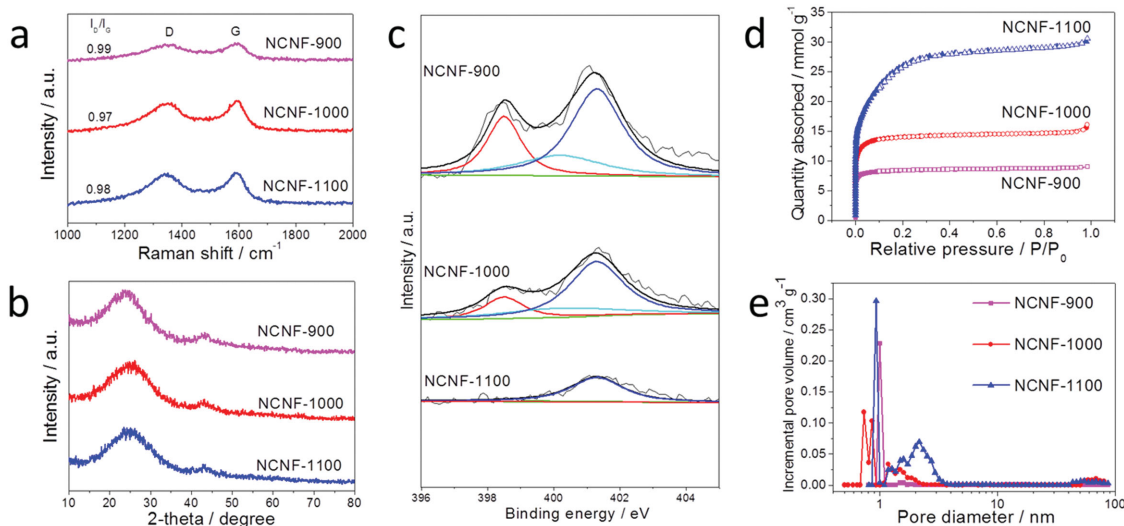 a
I_D/I_G
D
G
0.99
NCNF-900
0.97
NCNF-1000
0.98
NCNF-1100
Intensity / a.u.
1000 1200 1400 1600 1800 2000
Raman shift / cm⁻¹
b
NCNF-900
NCNF-1000
NCNF-1100
Intensity / a.u.
10 20 30 40 50 60 70 80
2-theta / degree
c
NCNF-900
NCNF-1000
NCNF-1100
Intensity / a.u.
396 398 400 402 404
Binding energy / eV
d
NCNF-1100
NCNF-1000
NCNF-900
Quantity absorbed / mmol g⁻¹
35
30
25
20
15
10
5
0
0.0 0.2 0.4 0.6 0.8 1.0
Relative pressure / P/P₀
e
NCNF-900
NCNF-1000
NCNF-1100
Incremental pore volume / cm³ g⁻¹
0.30
0.25
0.20
0.15
0.10
0.05
0.00
1 10 100
Pore diameter / nm